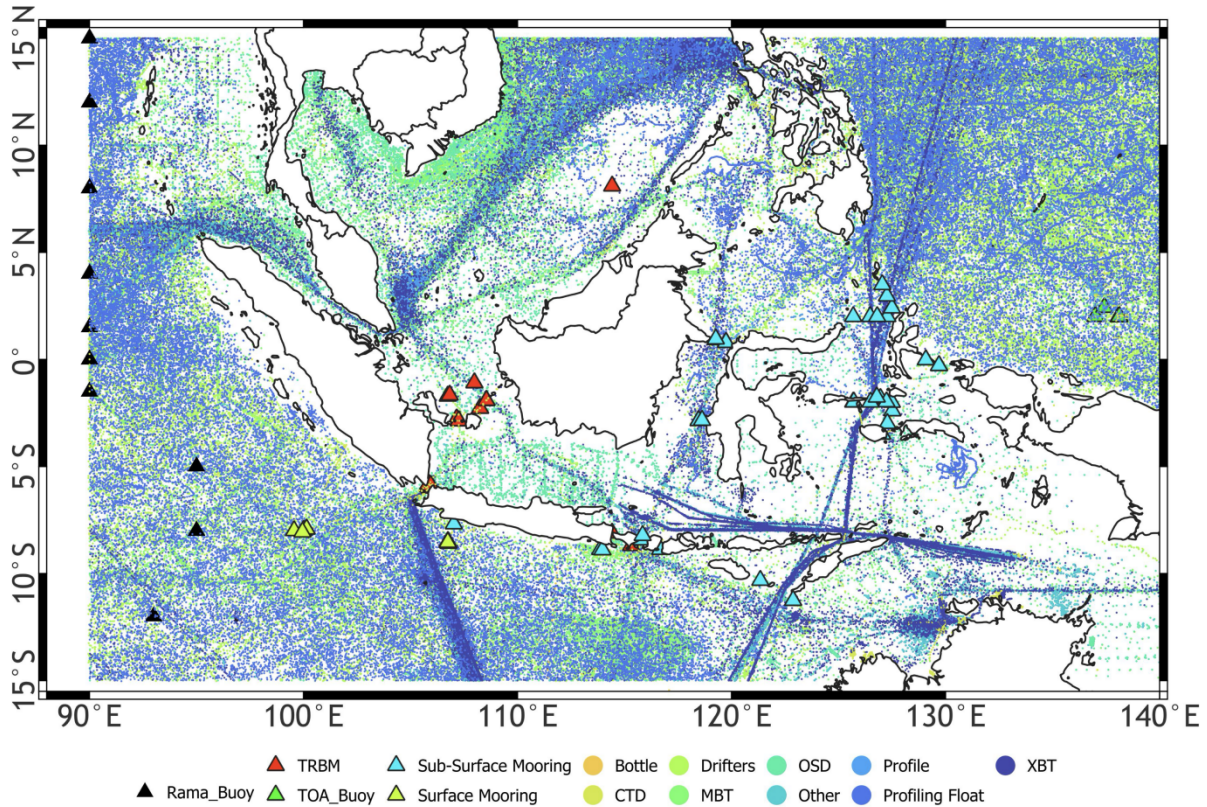 15°N
10°N
5°N
0°
5°S
10°S
15°S
90°E
100°E
110°E
120°E
130°E
140°E
TRBM
Sub-Surface Mooring
Bottle
Drifters
OSD
Profile
XBT
Rama_Buoy
TOA_Buoy
Surface Mooring
CTD
MBT
Other
Profiling Float